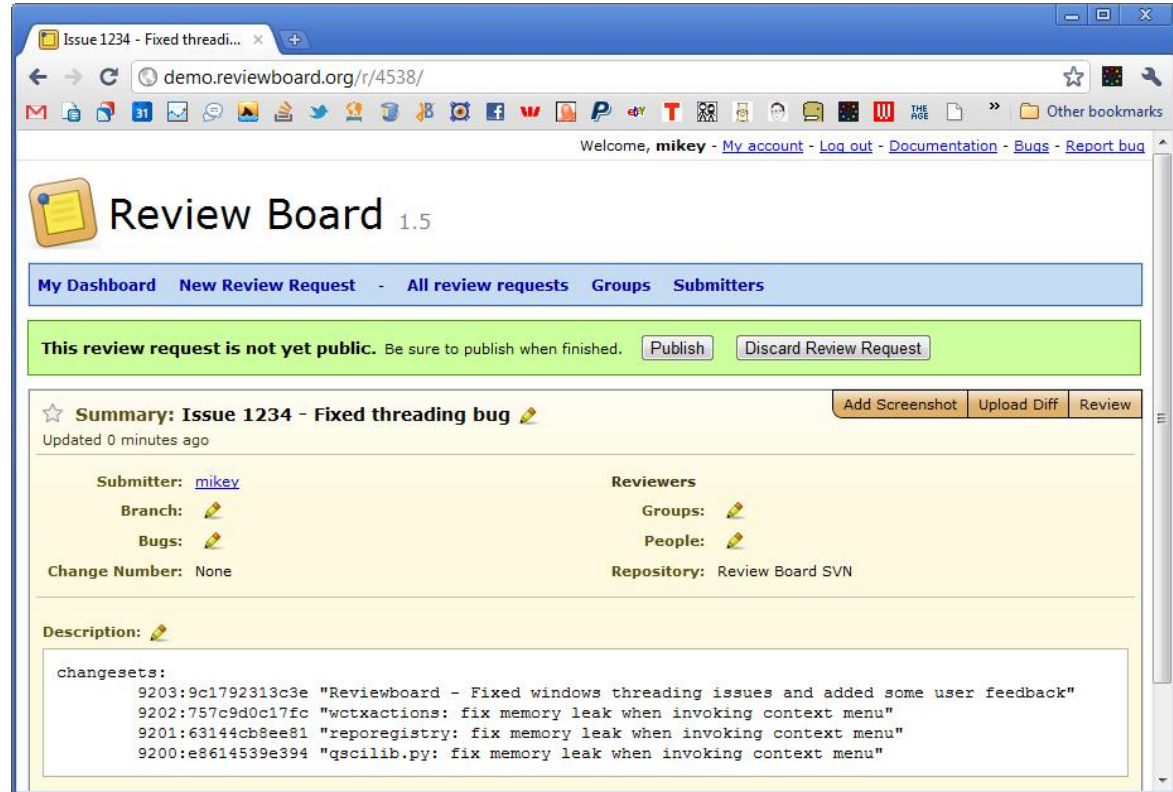 Issue 1234 - Fixed threadi...
demo.reviewboard.org/r/4538/
31 ebY T THE AGE » Other bookmarks
Welcome, mikey - My account - Log out - Documentation - Bugs - Report bug
Review Board 1.5
My Dashboard New Review Request - All review requests Groups Submitters
This review request is not yet public. Be sure to publish when finished. Publish Discard Review Request
Add Screenshot Upload Diff Review
Summary: Issue 1234 - Fixed threading bug
Updated 0 minutes ago
Submitter: mikey Reviewers
Branch: Groups:
Bugs: People:
Change Number: None Repository: Review Board SVN
Description:
changesets:
9203:9c1792313c3e "Reviewboard - Fixed windows threading issues and added some user feedback"
9202:757c9d0c17fc "wctxactions: fix memory leak when invoking context menu"
9201:63144cb8ee81 "reporegistry: fix memory leak when invoking context menu"
9200:e8614539e394 "qscilib.py: fix memory leak when invoking context menu"